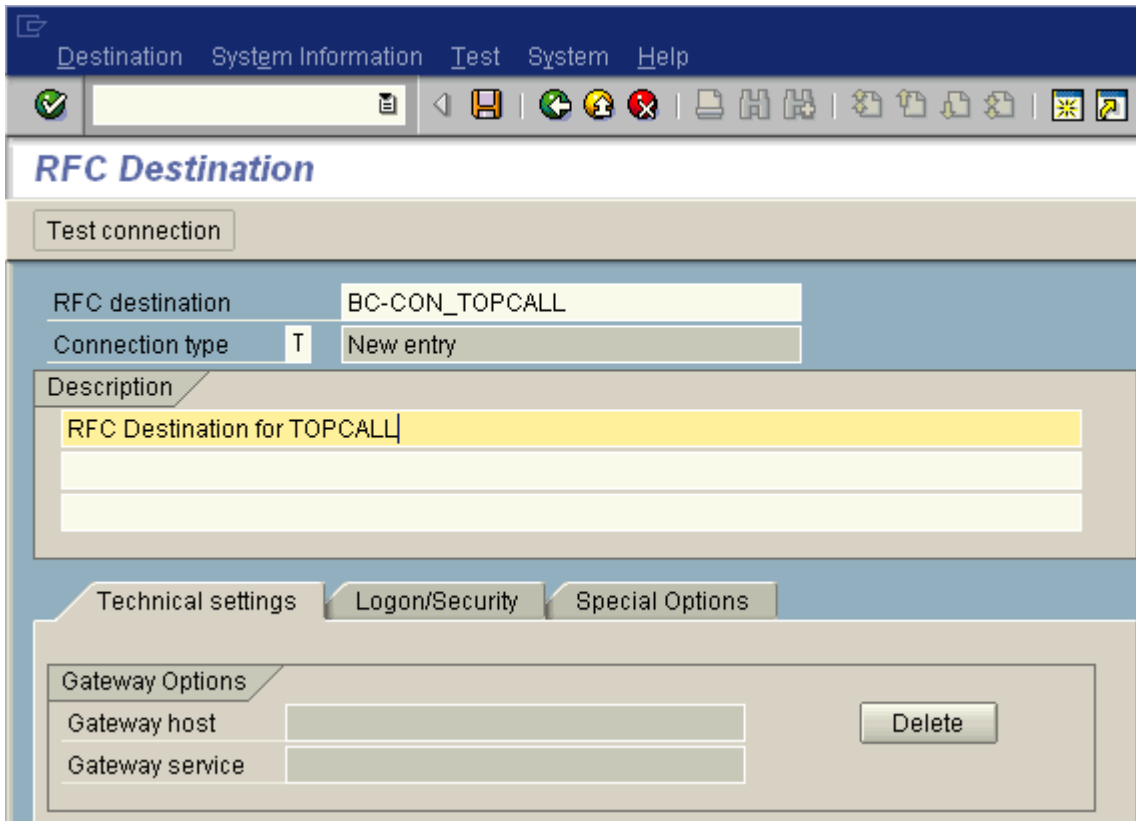 Destination System Information Test System Help
RFC Destination
Test connection
RFC destination BC-CON_TOPCALL
Connection type T New entry
Description
RFC Destination for TOPCALL
Technical settings Logon/Security Special Options
Gateway Options
Gateway host Delete
Gateway service